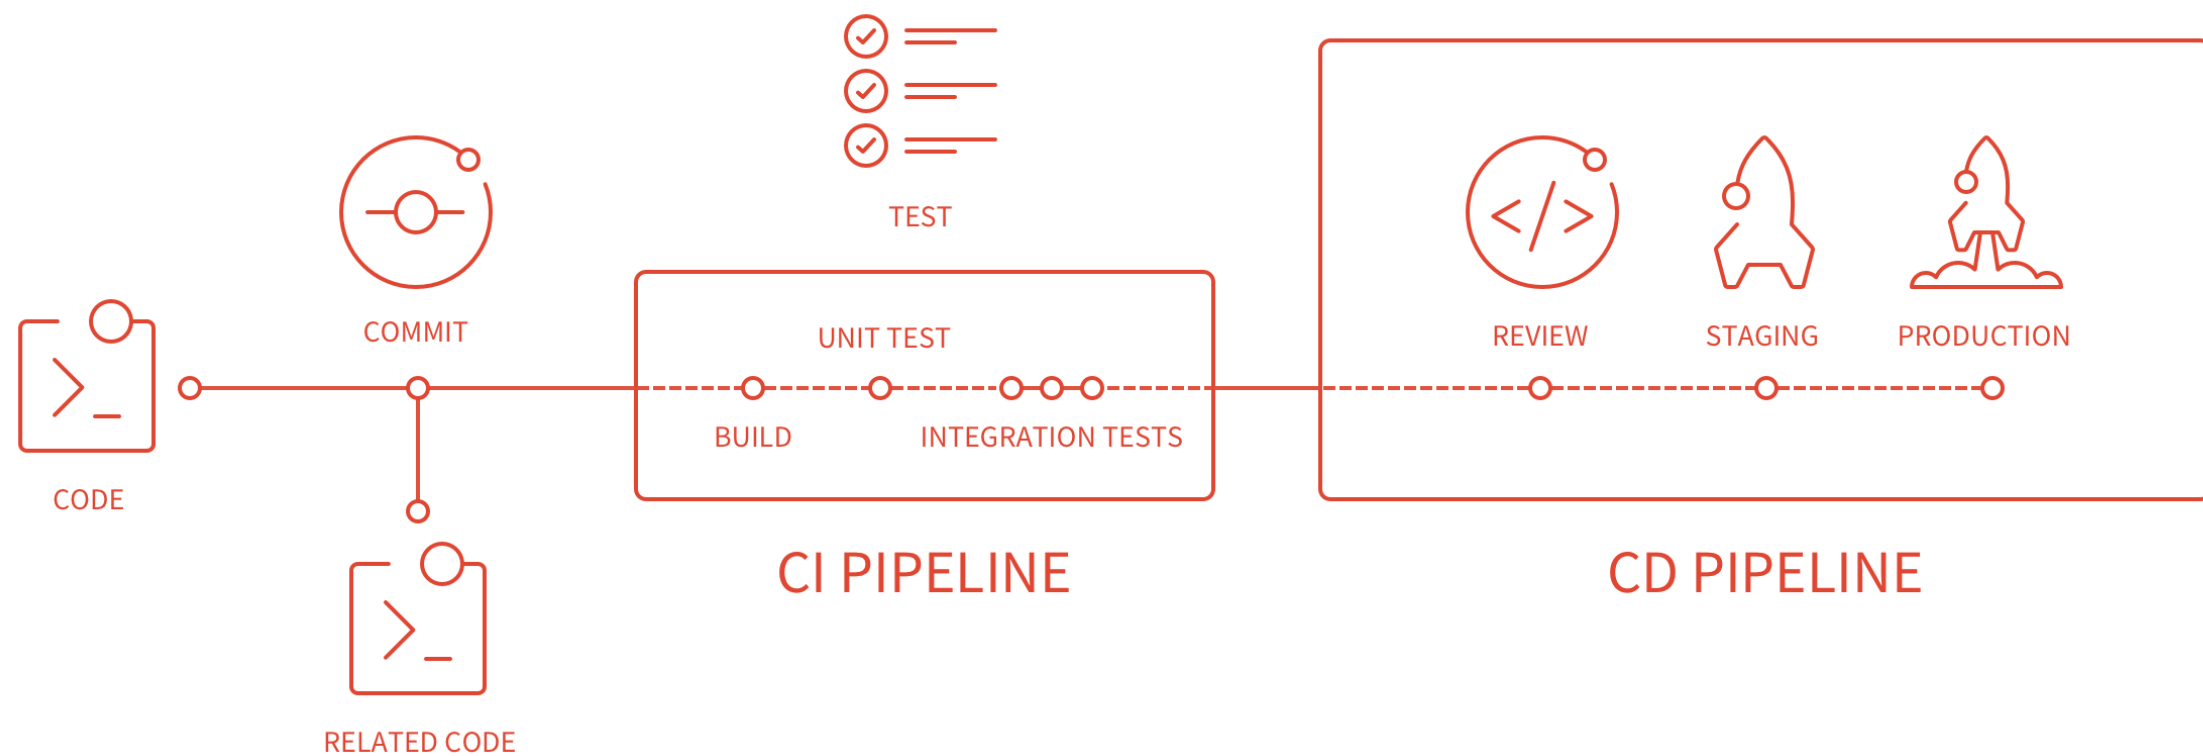 TEST
COMMIT
UNIT TEST
REVIEW
STAGING
PRODUCTION
BUILD
INTEGRATION TESTS
CODE
CI PIPELINE
CD PIPELINE
RELATED CODE